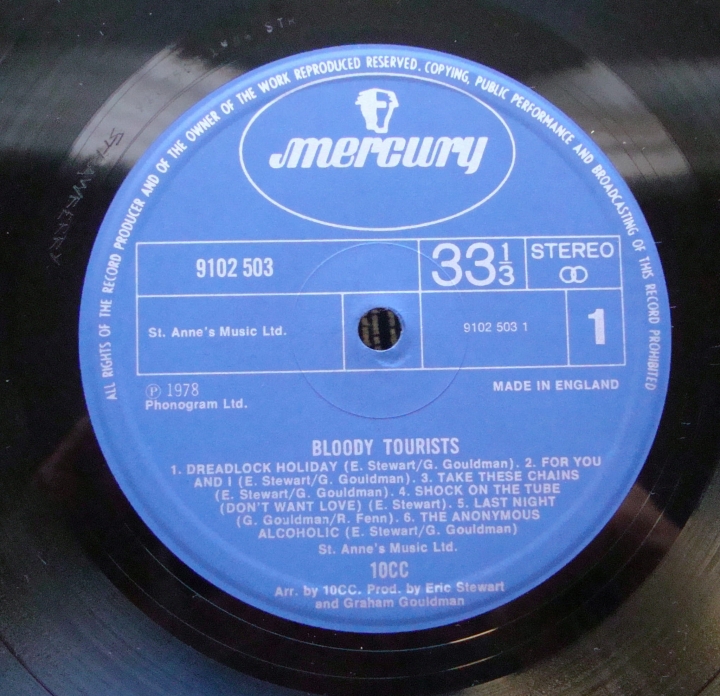 ALL RIGHTS OF THE RECORD PRODUCER AND OF THE OWNER OF THE WORK REPRODUCED RESERVED. COPYING, PUBLIC PERFORMANCE AND BROADCASTING OF THIS RECORD PROHIBITED
mercury
9102 503
33 1/3
STEREO
St. Anne's Music Ltd.
9102 503 1
1
Ⓟ 1978
Phonogram Ltd.
MADE IN ENGLAND
BLOODY TOURISTS
1. DREADLOCK HOLIDAY (E. Stewart/G. Gouldman). 2. FOR YOU
AND I (E. Stewart/G. Gouldman). 3. TAKE THESE CHAINS
(E. Stewart/G. Gouldman). 4. SHOCK ON THE TUBE
(DON'T WANT LOVE) (E. Stewart). 5. LAST NIGHT
(G. Gouldman/R. Fenn). 6. THE ANONYMOUS
ALCOHOLIC (E. Stewart/G. Gouldman)
St. Anne's Music Ltd.
10CC
Arr. by 10CC. Prod. by Eric Stewart
and Graham Gouldman